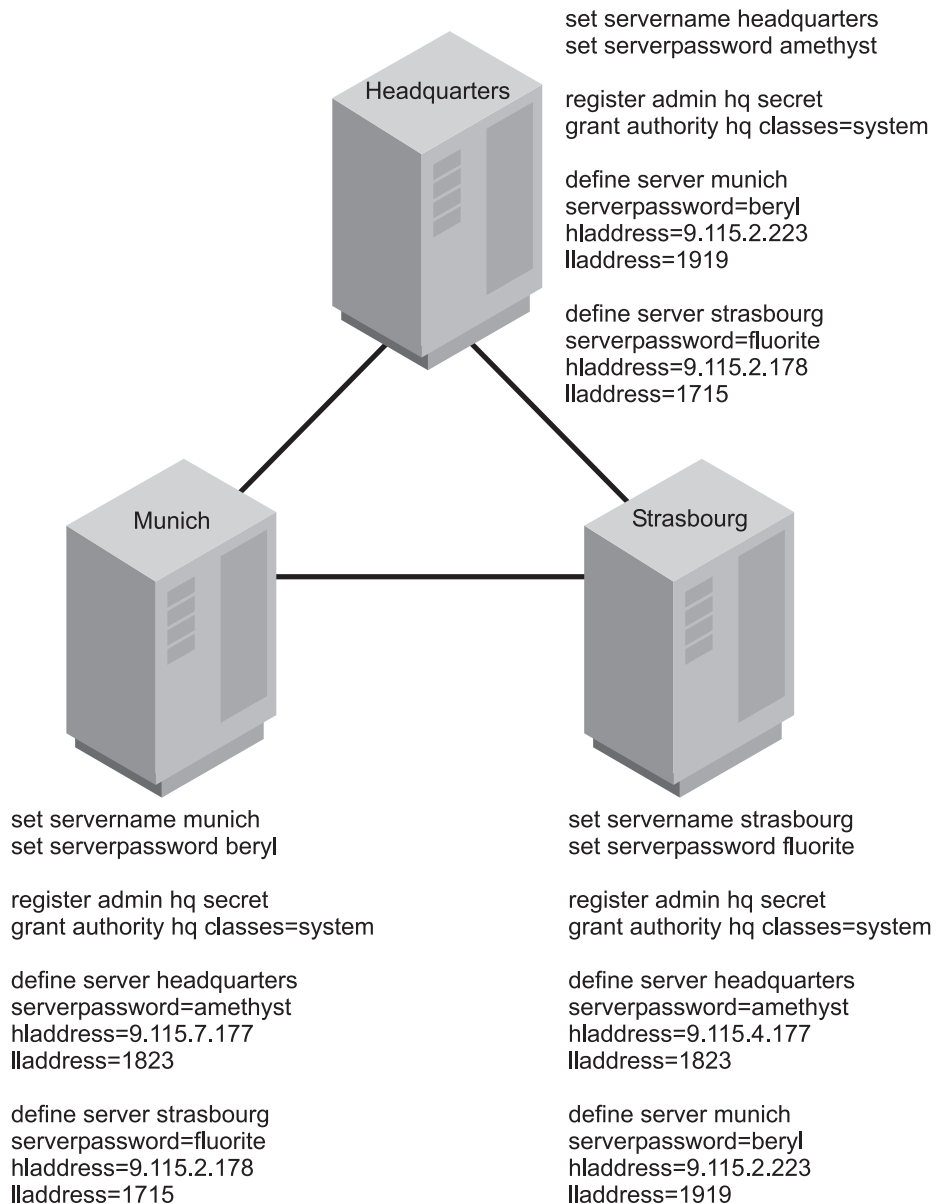 set servername headquarters
set serverpassword amethyst
Headquarters
register admin hq secret
grant authority hq classes=system
define server munich
serverpassword=beryl
hladdress=9.115.2.223
lladdress=1919
define server strasbourg
serverpassword=fluorite
hladdress=9.115.2.178
lladdress=1715
Munich
Strasbourg
set servername munich
set serverpassword beryl
register admin hq secret
grant authority hq classes=system
define server headquarters
serverpassword=amethyst
hladdress=9.115.7.177
lladdress=1823
define server strasbourg
serverpassword=fluorite
hladdress=9.115.2.178
lladdress=1715
set servername strasbourg
set serverpassword fluorite
register admin hq secret
grant authority hq classes=system
define server headquarters
serverpassword=amethyst
hladdress=9.115.4.177
lladdress=1823
define server munich
serverpassword=beryl
hladdress=9.115.2.223
lladdress=1919